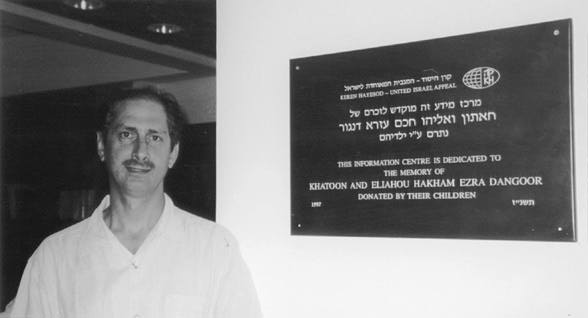 קרן היסוד - המגבית המאוחדת לישראל
KEREN HAYESOD - UNITED ISRAEL APPEAL
מרכז מידע זה מוקדש לזכרם של
חאתון ואליהו חכם עזרא דנגור
נתרם ע״י ילדיהם
THIS INFORMATION CENTRE IS DEDICATED TO
THE MEMORY OF
KHATOON AND ELIAHOU HAKHAM EZRA DANGOOR
DONATED BY THEIR CHILDREN
1997 תשנ״ז